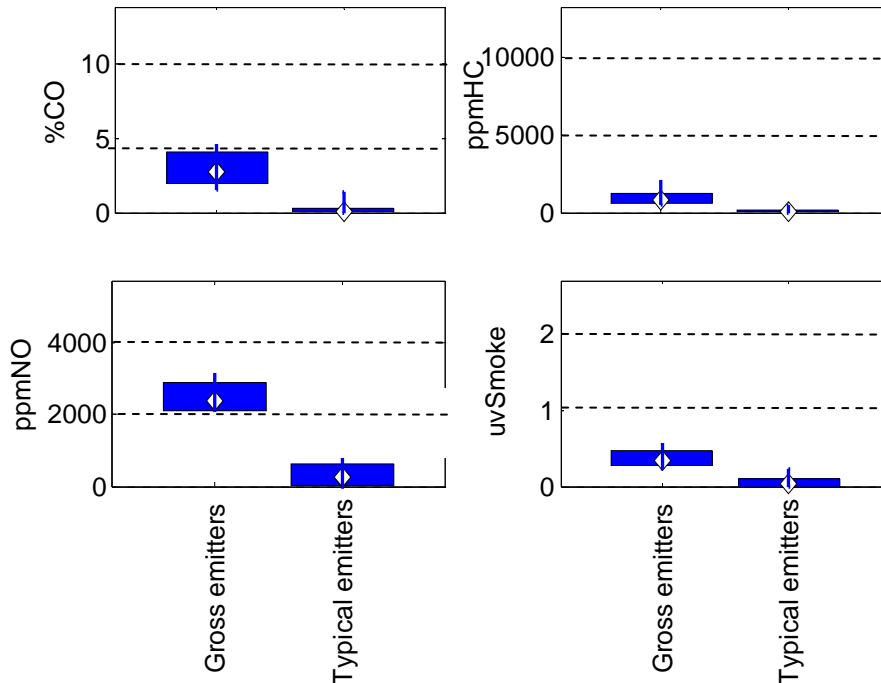 %CO
10
5
0
ppmHC
10000
5000
0
ppmNO
4000
2000
0
uvSmoke
2
1
0
Gross emitters
Typical emitters
Gross emitters
Typical emitters